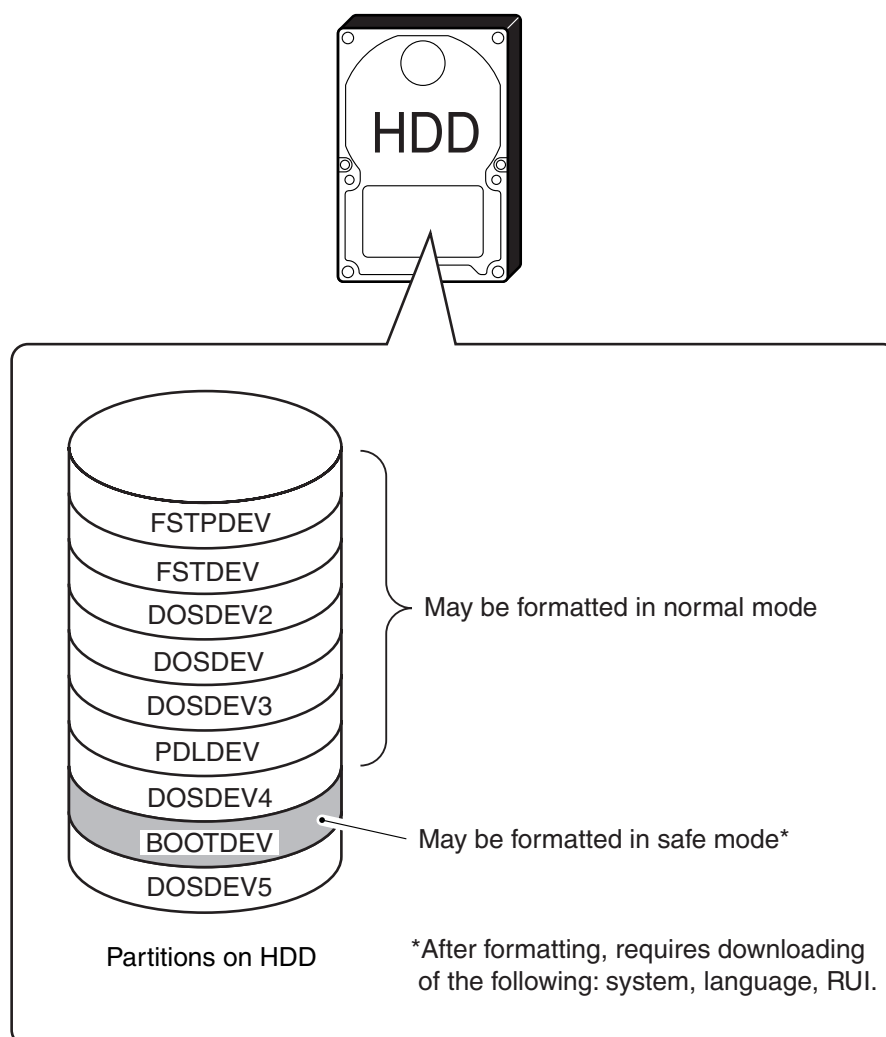 HDD
FSTPDEV
FSTDEV
DOSDEV2
DOSDEV
DOSDEV3
PDLDEV
DOSDEV4
BOOTDEV
DOSDEV5
May be formatted in normal mode
May be formatted in safe mode*
Partitions on HDD
*After formatting, requires downloading
of the following: system, language, RUI.